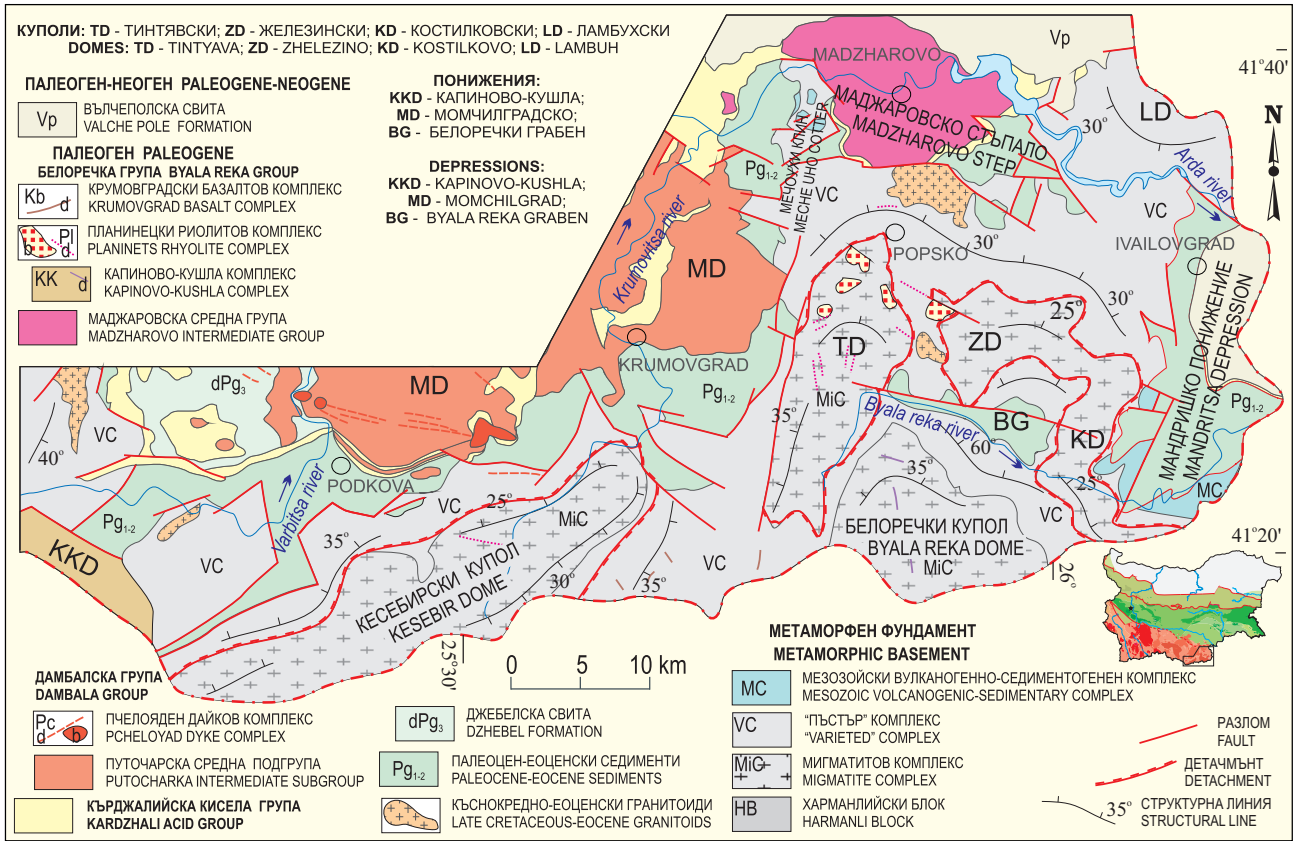 КУПОЛИ: TD - ТИНТЯВСКИ; ZD - ЖЕЛЕЗИНСКИ; KD - КОСТИЛКОВСКИ; LD - ЛАМБУХСКИ
DOMES: TD - TINTYAVA; ZD - ZHELEZINO; KD - KOSTILKOVO; LD - LAMBUH
ПАЛЕОГЕН-НЕОГЕН PALEOGENE-NEOGENE
Vp
ВЪЛЧЕПОЛСКА СВИТА
VALCHE POLE FORMATION
ПАЛЕОГЕН PALEOGENE
БЕЛОРЕЧКА ГРУПА BYALA REKA GROUP
Kb d
КРУМОВГРАДСКИ БАЗАЛТОВ КОМПЛЕКС
KRUMOVGRAD BASALT COMPLEX
Pl b d
ПЛАНИНЕЦКИ РИОЛИТОВ КОМПЛЕКС
PLANINETS RHYOLITE COMPLEX
KK d
КАПИНОВО-КУШЛА КОМПЛЕКС
KAPINOVO-KUSHLA COMPLEX
МАДЖАРОВСКА СРЕДНА ГРУПА
MADZHAROVO INTERMEDIATE GROUP
ПОНИЖЕНИЯ:
KKD - КАПИНОВО-КУШЛА;
MD - МОМЧИЛГРАДСКО;
BG - БЕЛОРЕЧКИ ГРАБЕН
DEPRESSIONS:
KKD - KAPINOVO-KUSHLA;
MD - MOMCHILGRAD;
BG - BYALA REKA GRABEN
MADZHAROVO
МАДЖАРОВСКО СТЪПАЛО
MADZHAROVO STEP
Vp
41°40'
N
LD
30°
Arda river
Pg1-2
МЕЧОУХКИ КЛИН
MECHE UHO COTTER
VC
VC
IVAILOVGRAD
Krumovitsa river
MD
POPSKO
30°
30°
25°
ZD
TD
KRUMOVGRAD
Pg1-2
MiC
35°
Byala reka river
BG
60°
KD
25°
МАНДРИШКО ПОНИЖЕНИЕ
MANDRITSA DEPRESSION
Pg1-2
MC
dPg3
MD
VC
40°
PODKOVA
Varbitsa river
Pg1-2
VC
KKD
35°
VC
25°
MiC
КЕСЕБИРСКИ КУПОЛ
KESEBIR DOME
30°
35°
VC
35°
БЕЛОРЕЧКИ КУПОЛ
BYALA REKA DOME
MiC
VC
41°20'
26°
25°30'
0 5 10 km
ДАМБАЛСКА ГРУПА
DAMBALA GROUP
Pc d b
ПЧЕЛОЯДЕН ДАЙКОВ КОМПЛЕКС
PCHELOYAD DYKE COMPLEX
ПУТОЧАРСКА СРЕДНА ПОДГРУПА
PUTOCHARKA INTERMEDIATE SUBGROUP
КЪРДЖАЛИЙСКА КИСЕЛА ГРУПА
KARDZHALI ACID GROUP
dPg3
ДЖЕБЕЛСКА СВИТА
DZHEBEL FORMATION
Pg1-2
ПАЛЕОЦЕН-ЕОЦЕНСКИ СЕДИМЕНТИ
PALEOCENE-EOCENE SEDIMENTS
КЪСНОКРЕДНО-ЕОЦЕНСКИ ГРАНИТОИДИ
LATE CRETACEOUS-EOCENE GRANITOIDS
МЕТАМОРФЕН ФУНДАМЕНТ
METAMORPHIC BASEMENT
MC
МЕЗОЗОЙСКИ ВУЛКАНОГЕННО-СЕДИМЕНТОГЕНЕН КОМПЛЕКС
MESOZOIC VOLCANOGENIC-SEDIMENTARY COMPLEX
VC
“ПЪСТЪР” КОМПЛЕКС
“VARIETED” COMPLEX
MiC
МИГМАТИТОВ КОМПЛЕКС
MIGMATITE COMPLEX
HB
ХАРМАНЛИЙСКИ БЛОК
HARMANLI BLOCK
РАЗЛОМ
FAULT
ДЕТАЧМЪНТ
DETACHMENT
35°
СТРУКТУРНА ЛИНИЯ
STRUCTURAL LINE